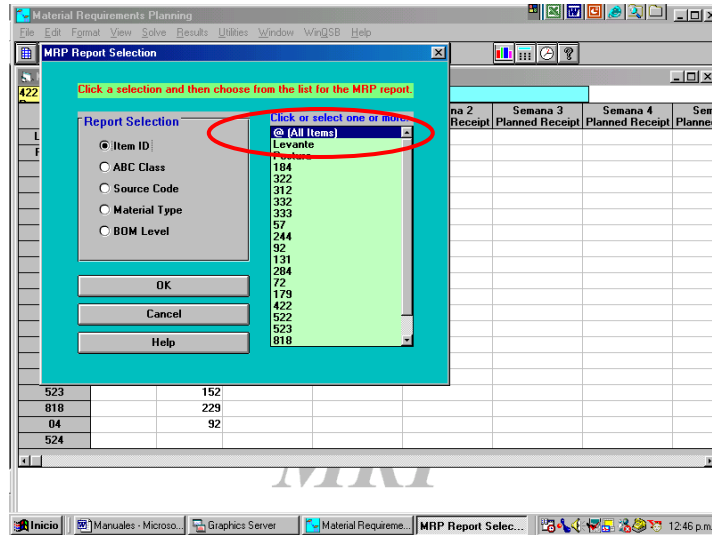 Material Requirements Planning
File Edit Format View Solve Results Utilities Window WinQSB Help
MRP Report Selection
422
Click a selection and then choose from the list for the MRP report.
na 2 Semana 3 Semana 4 Sem
Receipt Planned Receipt Planned Receipt Planne
Report Selection
Item ID
ABC Class
Source Code
Material Type
BOM Level
OK
Cancel
Help
Click or select one or more:
@ (All Items)
Levante
Postura
184
322
312
332
333
57
244
92
131
284
72
179
422
522
523
818
523 152
818 229
04 92
524
MRP
Inicio Manuales - Microso... Graphics Server Material Requireme... MRP Report Selec... 12:46 p.m.